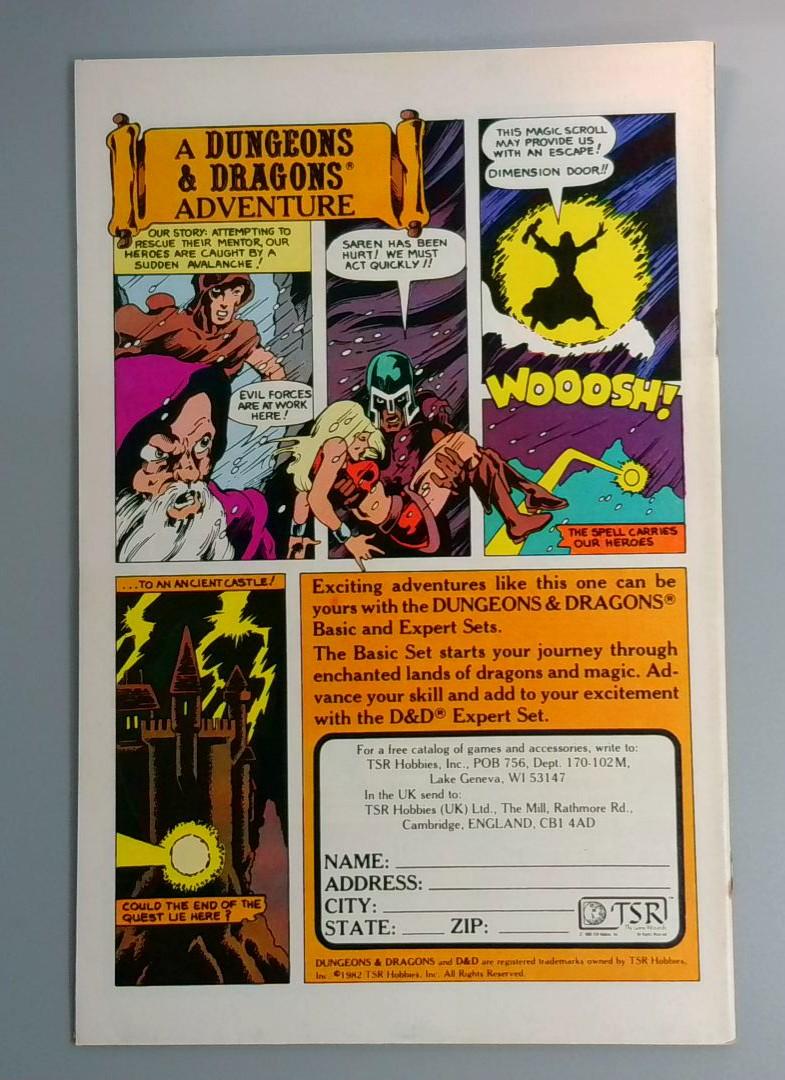 A DUNGEONS
& DRAGONS®
ADVENTURE
OUR STORY: ATTEMPTING TO
RESCUE THEIR MENTOR, OUR
HEROES ARE CAUGHT BY A
SUDDEN AVALANCHE!
EVIL FORCES
ARE AT WORK
HERE!
SAREN HAS BEEN
HURT! WE MUST
ACT QUICKLY!!
THIS MAGIC SCROLL
MAY PROVIDE US
WITH AN ESCAPE!
DIMENSION DOOR!!
WOOOSH!
THE SPELL CARRIES
OUR HEROES
...TO AN ANCIENT CASTLE!
COULD THE END OF THE
QUEST LIE HERE?
Exciting adventures like this one can be
yours with the DUNGEONS & DRAGONS®
Basic and Expert Sets.
The Basic Set starts your journey through
enchanted lands of dragons and magic. Ad-
vance your skill and add to your excitement
with the D&D® Expert Set.
For a free catalog of games and accessories, write to:
TSR Hobbies, Inc., POB 756, Dept. 170-102M,
Lake Geneva, WI 53147
In the UK send to:
TSR Hobbies (UK) Ltd., The Mill, Rathmore Rd.,
Cambridge, ENGLAND, CB1 4AD
NAME:
ADDRESS:
CITY:
STATE: ZIP:
TSR™
The Game Wizards
DUNGEONS & DRAGONS and D&D are registered trademarks owned by TSR Hobbies,
Inc. ©1982 TSR Hobbies, Inc. All Rights Reserved.